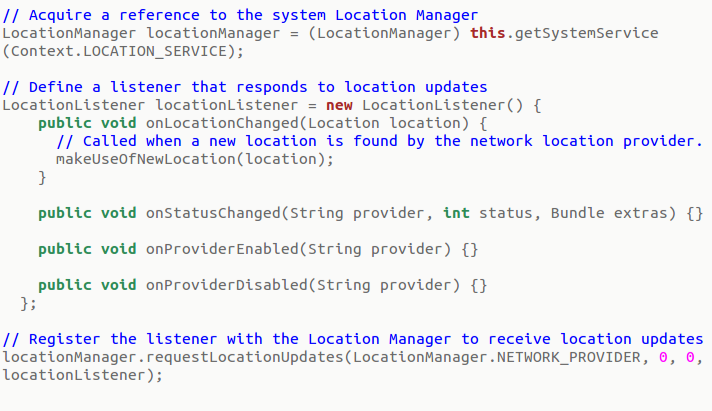 // Acquire a reference to the system Location Manager
LocationManager locationManager = (LocationManager) this.getSystemService
(Context.LOCATION_SERVICE);

// Define a listener that responds to location updates
LocationListener locationListener = new LocationListener() {
    public void onLocationChanged(Location location) {
      // Called when a new location is found by the network location provider.
      makeUseOfNewLocation(location);
    }

    public void onStatusChanged(String provider, int status, Bundle extras) {}

    public void onProviderEnabled(String provider) {}

    public void onProviderDisabled(String provider) {}
  };

// Register the listener with the Location Manager to receive location updates
locationManager.requestLocationUpdates(LocationManager.NETWORK_PROVIDER, 0, 0,
locationListener);